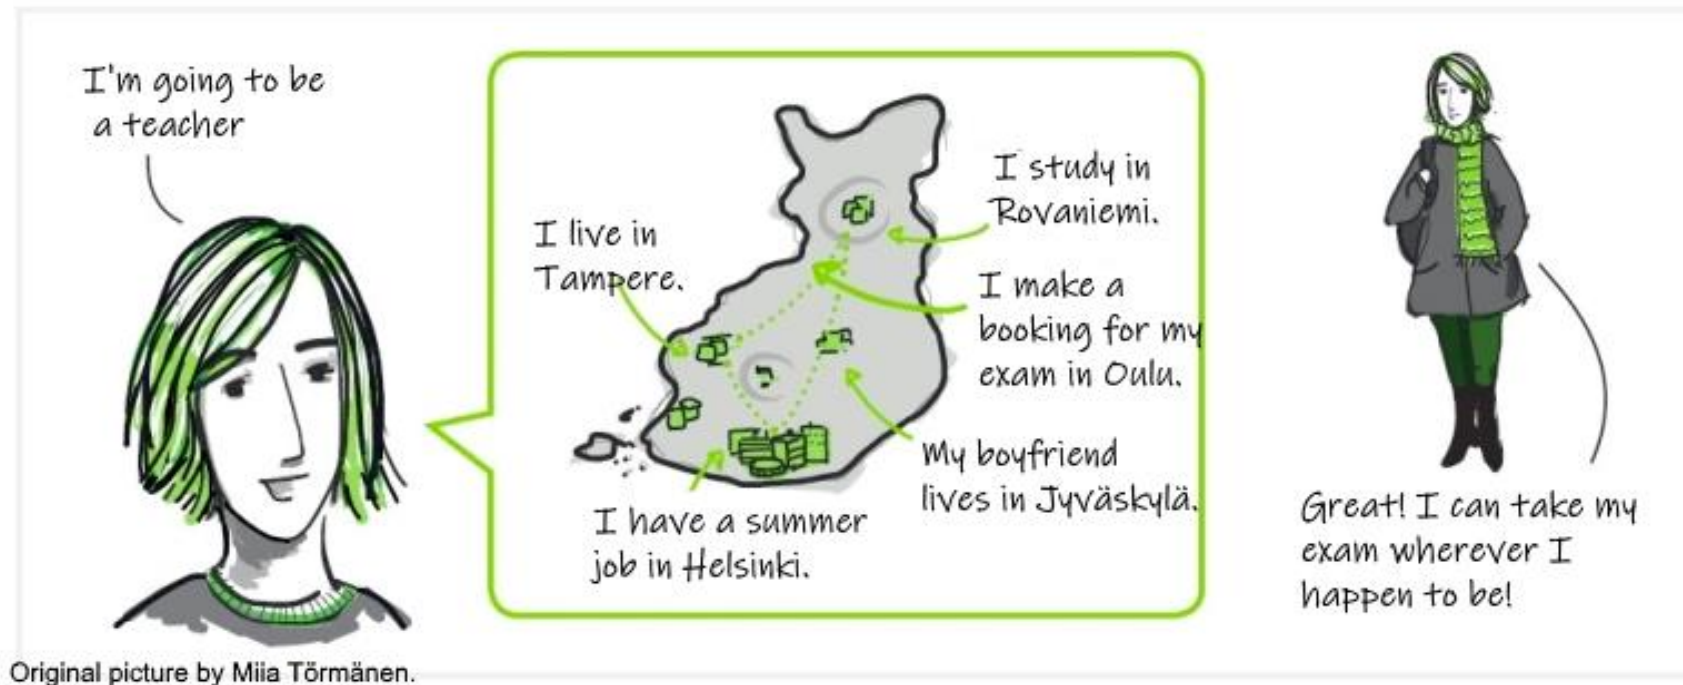 I'm going to be
a teacher
I live in
Tampere.
I study in
Rovaniemi.
I make a
booking for my
exam in Oulu.
My boyfriend
lives in Jyväskylä.
I have a summer
job in Helsinki.
Great! I can take my
exam wherever I
happen to be!
Original picture by Miia Törmänen.